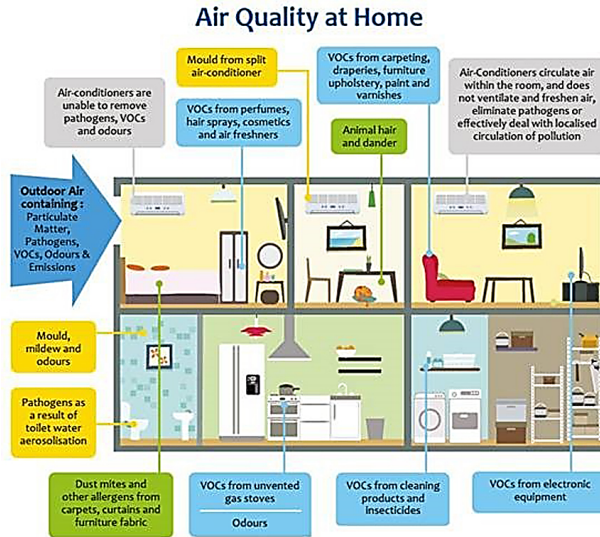 Air Quality at Home
Mould from split
air-conditioner
VOCs from carpeting,
draperies, furniture
upholstery, paint and
varnishes
Air-conditioners are
unable to remove
pathogens, VOCs
and odours
VOCs from perfumes,
hair sprays, cosmetics
and air freshners
Animal hair
and dander
Air-Conditioners circulate air
within the room, and does
not ventilate and freshen air,
eliminate pathogens or
effectively deal with localised
circulation of pollution
Outdoor Air
containing :
Particulate
Matter,
Pathogens,
VOCs, Odours &
Emissions
Mould,
mildew and
odours
Pathogens as
a result of
toilet water
aerosolisation
Dust mites and
other allergens from
carpets, curtains and
furniture fabric
VOCs from unvented
gas stoves
Odours
VOCs from cleaning
products and
insecticides
VOCs from electronic
equipment